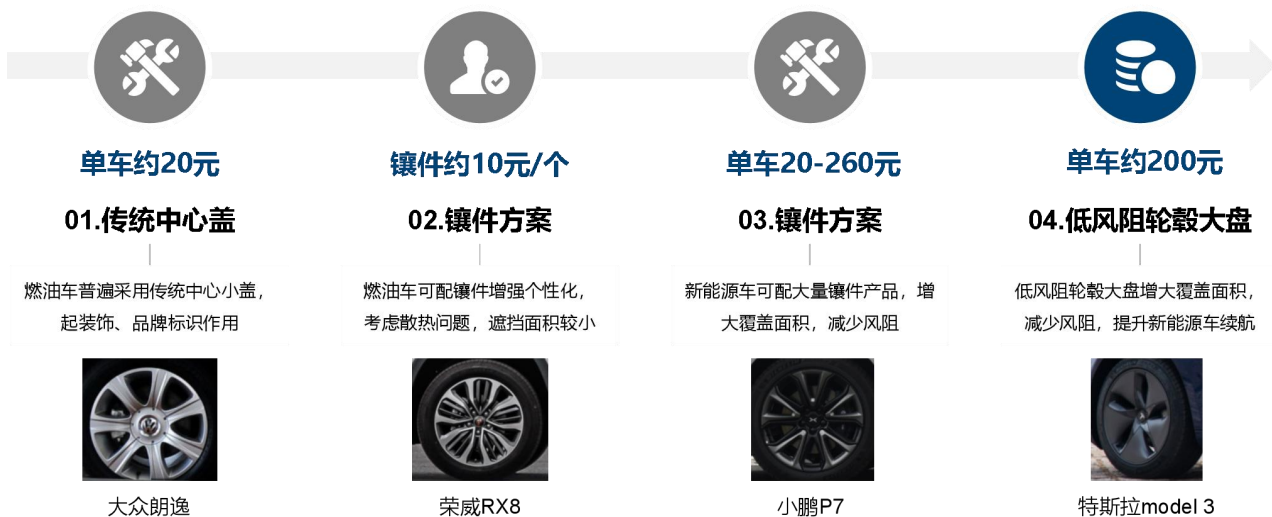 单车约20元
01.传统中心盖
燃油车普遍采用传统中心小盖，
起装饰、品牌标识作用
大众朗逸
镶件约10元/个
02.镶件方案
燃油车可配镶件增强个性化，
考虑散热问题，遮挡面积较小
荣威RX8
单车20-260元
03.镶件方案
新能源车可配大量镶件产品，增
大覆盖面积，减少风阻
小鹏P7
单车约200元
04.低风阻轮毂大盘
低风阻轮毂大盘增大覆盖面积，
减少风阻，提升新能源车续航
特斯拉model 3